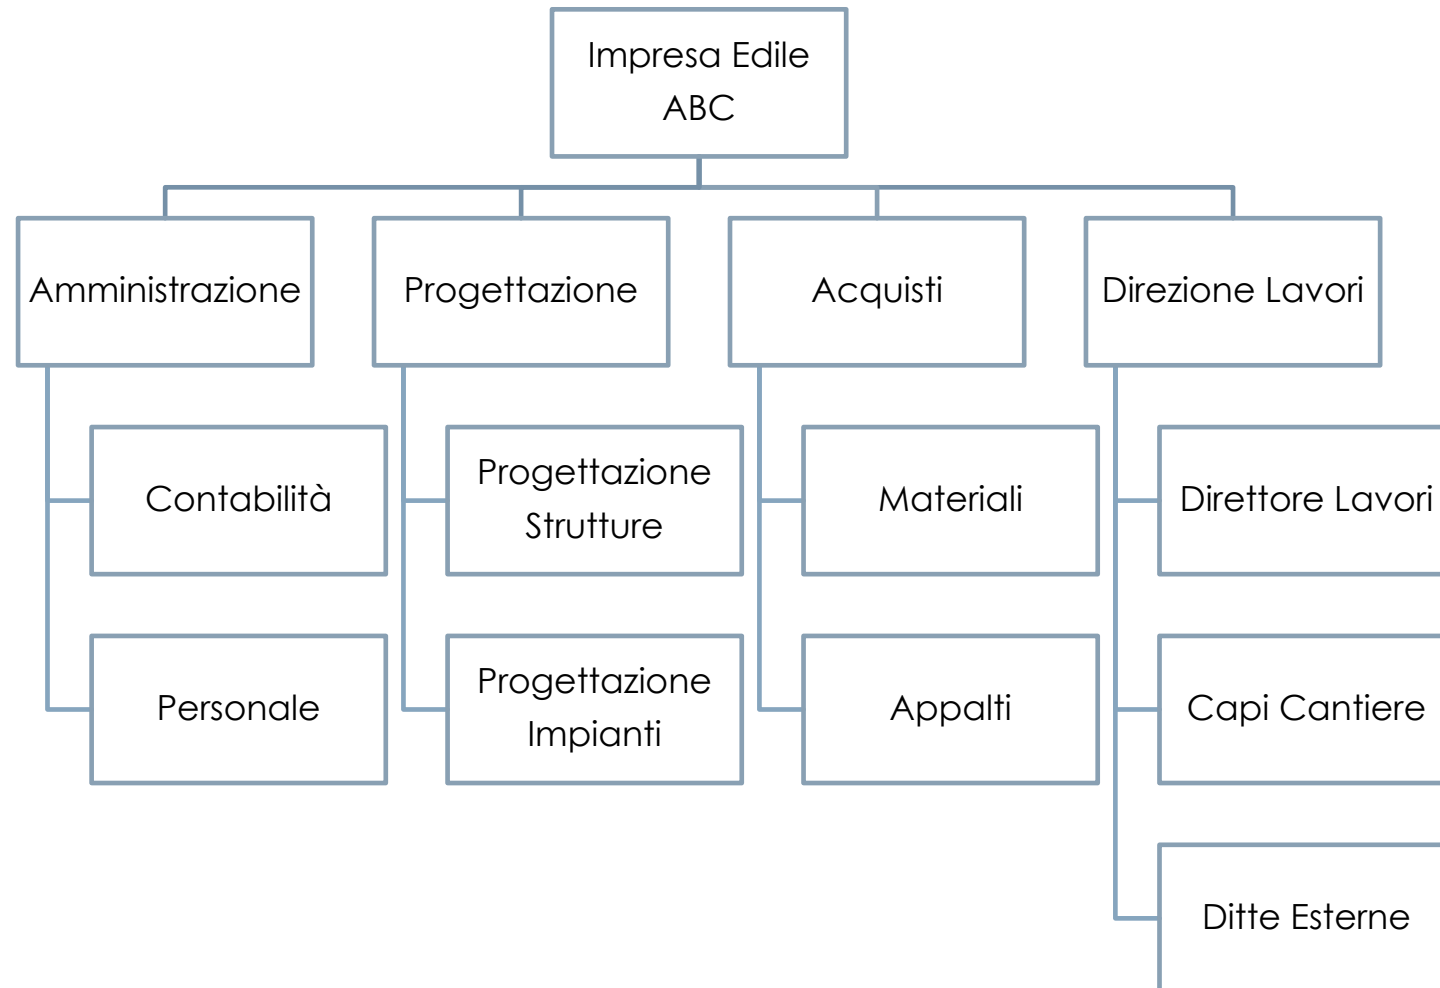 Impresa Edile
ABC
Amministrazione
Progettazione
Acquisti
Direzione Lavori
Contabilità
Progettazione
Strutture
Materiali
Direttore Lavori
Personale
Progettazione
Impianti
Appalti
Capi Cantiere
Ditte Esterne